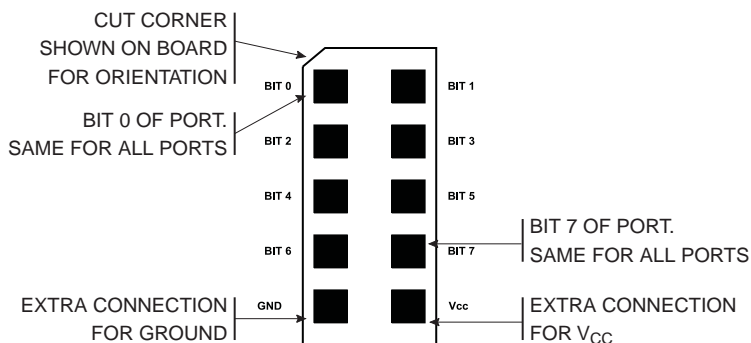 CUT CORNER
SHOWN ON BOARD
FOR ORIENTATION
BIT 0
BIT 1
BIT 0 OF PORT.
SAME FOR ALL PORTS
BIT 2
BIT 3
BIT 4
BIT 5
BIT 6
BIT 7
BIT 7 OF PORT.
SAME FOR ALL PORTS
EXTRA CONNECTION
FOR GROUND
GND
Vcc
EXTRA CONNECTION
FOR VCC